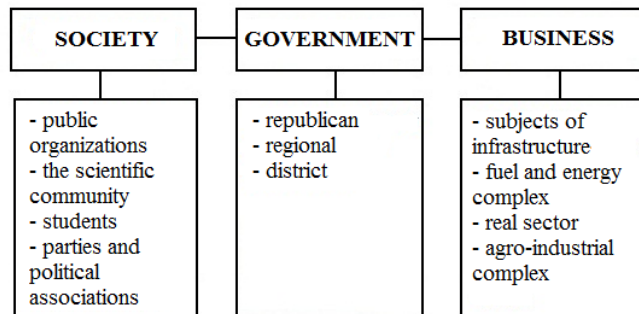 SOCIETY
GOVERNMENT
BUSINESS
- public
organizations
- the scientific
community
- students
- parties and
political
associations
- republican
- regional
- district
- subjects of
infrastructure
- fuel and energy
complex
- real sector
- agro-industrial
complex